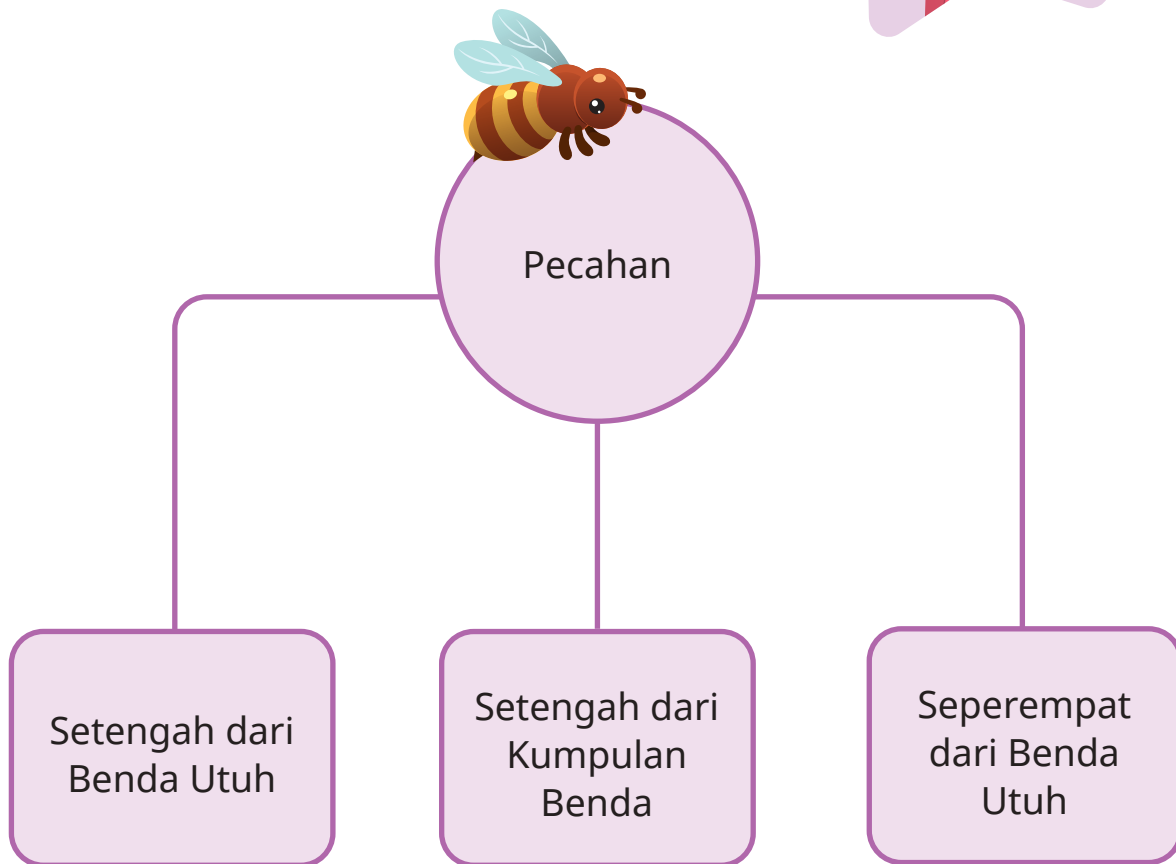 Pecahan
Setengah dari
Benda Utuh
Setengah dari
Kumpulan
Benda
Seperempat
dari Benda
Utuh